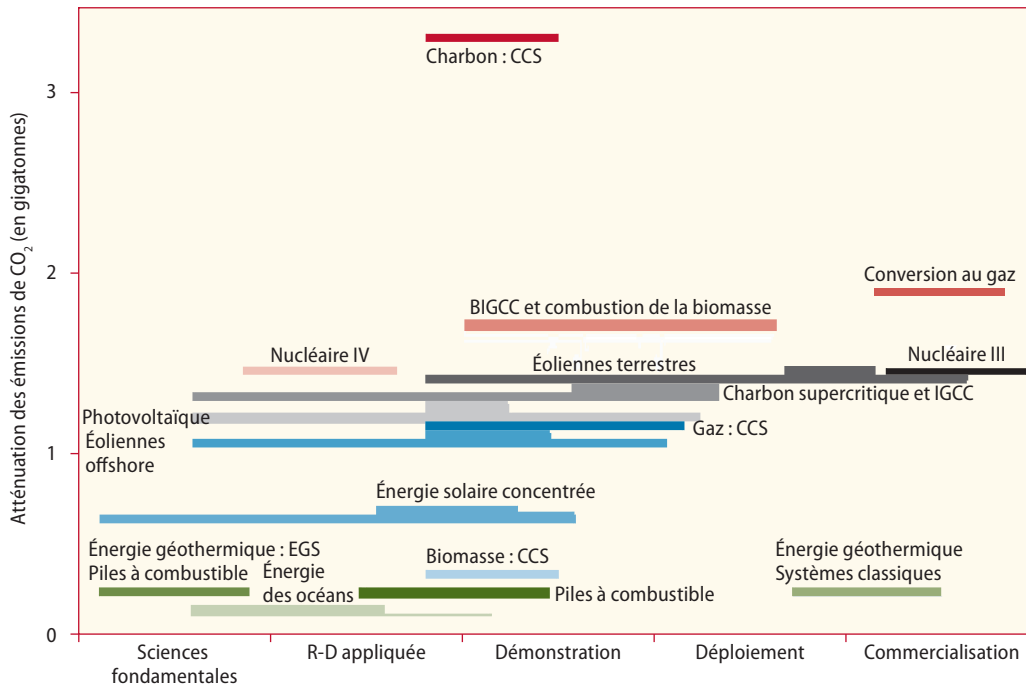 Atténuation des émissions de CO₂ (en gigatonnes)
3
2
1
0
Charbon : CCS
Conversion au gaz
BIGCC et combustion de la biomasse
Nucléaire IV
Éoliennes terrestres
Nucléaire III
Charbon supercritique et IGCC
Photovoltaïque
Gaz : CCS
Éoliennes
offshore
Énergie solaire concentrée
Énergie géothermique : EGS
Piles à combustible
Énergie
des océans
Biomasse : CCS
Piles à combustible
Énergie géothermique
Systèmes classiques
Sciences
fondamentales
R-D appliquée
Démonstration
Déploiement
Commercialisation